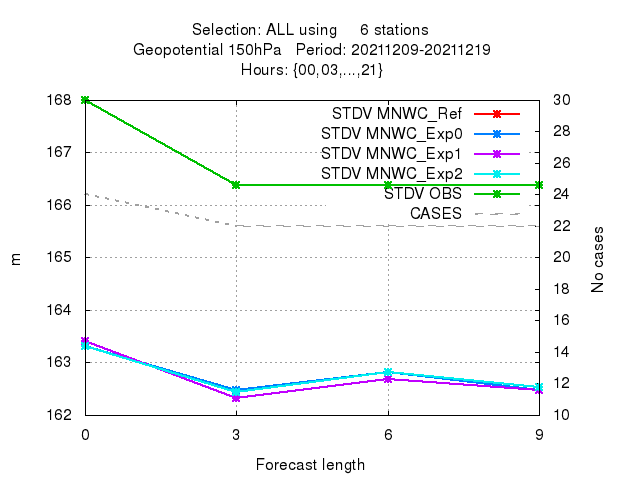 Selection: ALL using 6 stations
Geopotential 150hPa Period: 20211209-20211219
Hours: {00,03,...,21}
168 30
STDV MNWC_Ref
28
STDV MNWC_Exp0
167 STDV MNWC_Exp1 26
STDV MNWC_Exp2
STDV OBS 24
166 CASES
22
m 165 20 No cases
18
164 16
14
163
12
162 10
0 3 6 9
Forecast length